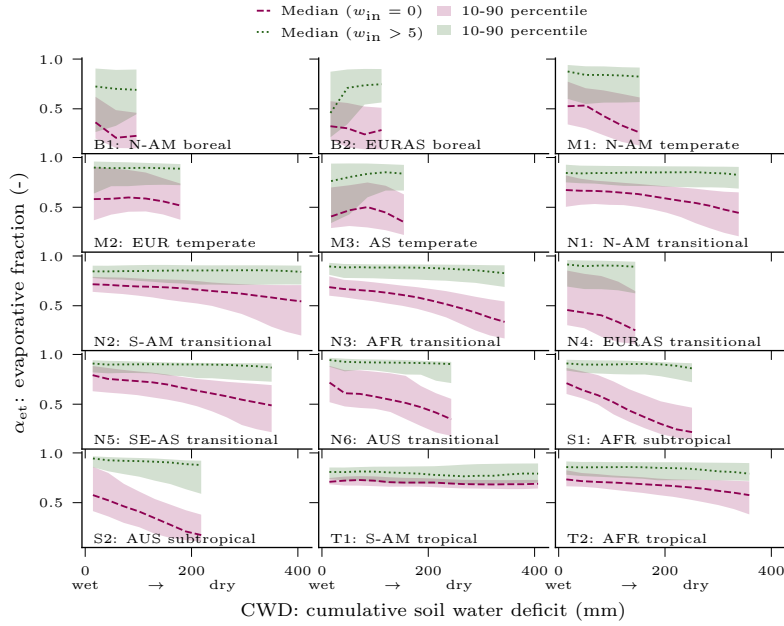 Median (w_in = 0) 10-90 percentile
Median (w_in > 5) 10-90 percentile
1.0
0.5
B1: N-AM boreal B2: EURAS boreal M1: N-AM temperate
1.0
0.5
M2: EUR temperate M3: AS temperate N1: N-AM transitional
1.0
0.5
N2: S-AM transitional N3: AFR transitional N4: EURAS transitional
1.0
0.5
N5: SE-AS transitional N6: AUS transitional S1: AFR subtropical
1.0
0.5
S2: AUS subtropical T1: S-AM tropical T2: AFR tropical
0 200 400 0 200 400 0 200 400
wet → dry wet → dry wet → dry
CWD: cumulative soil water deficit (mm)
α_et: evaporative fraction (-)